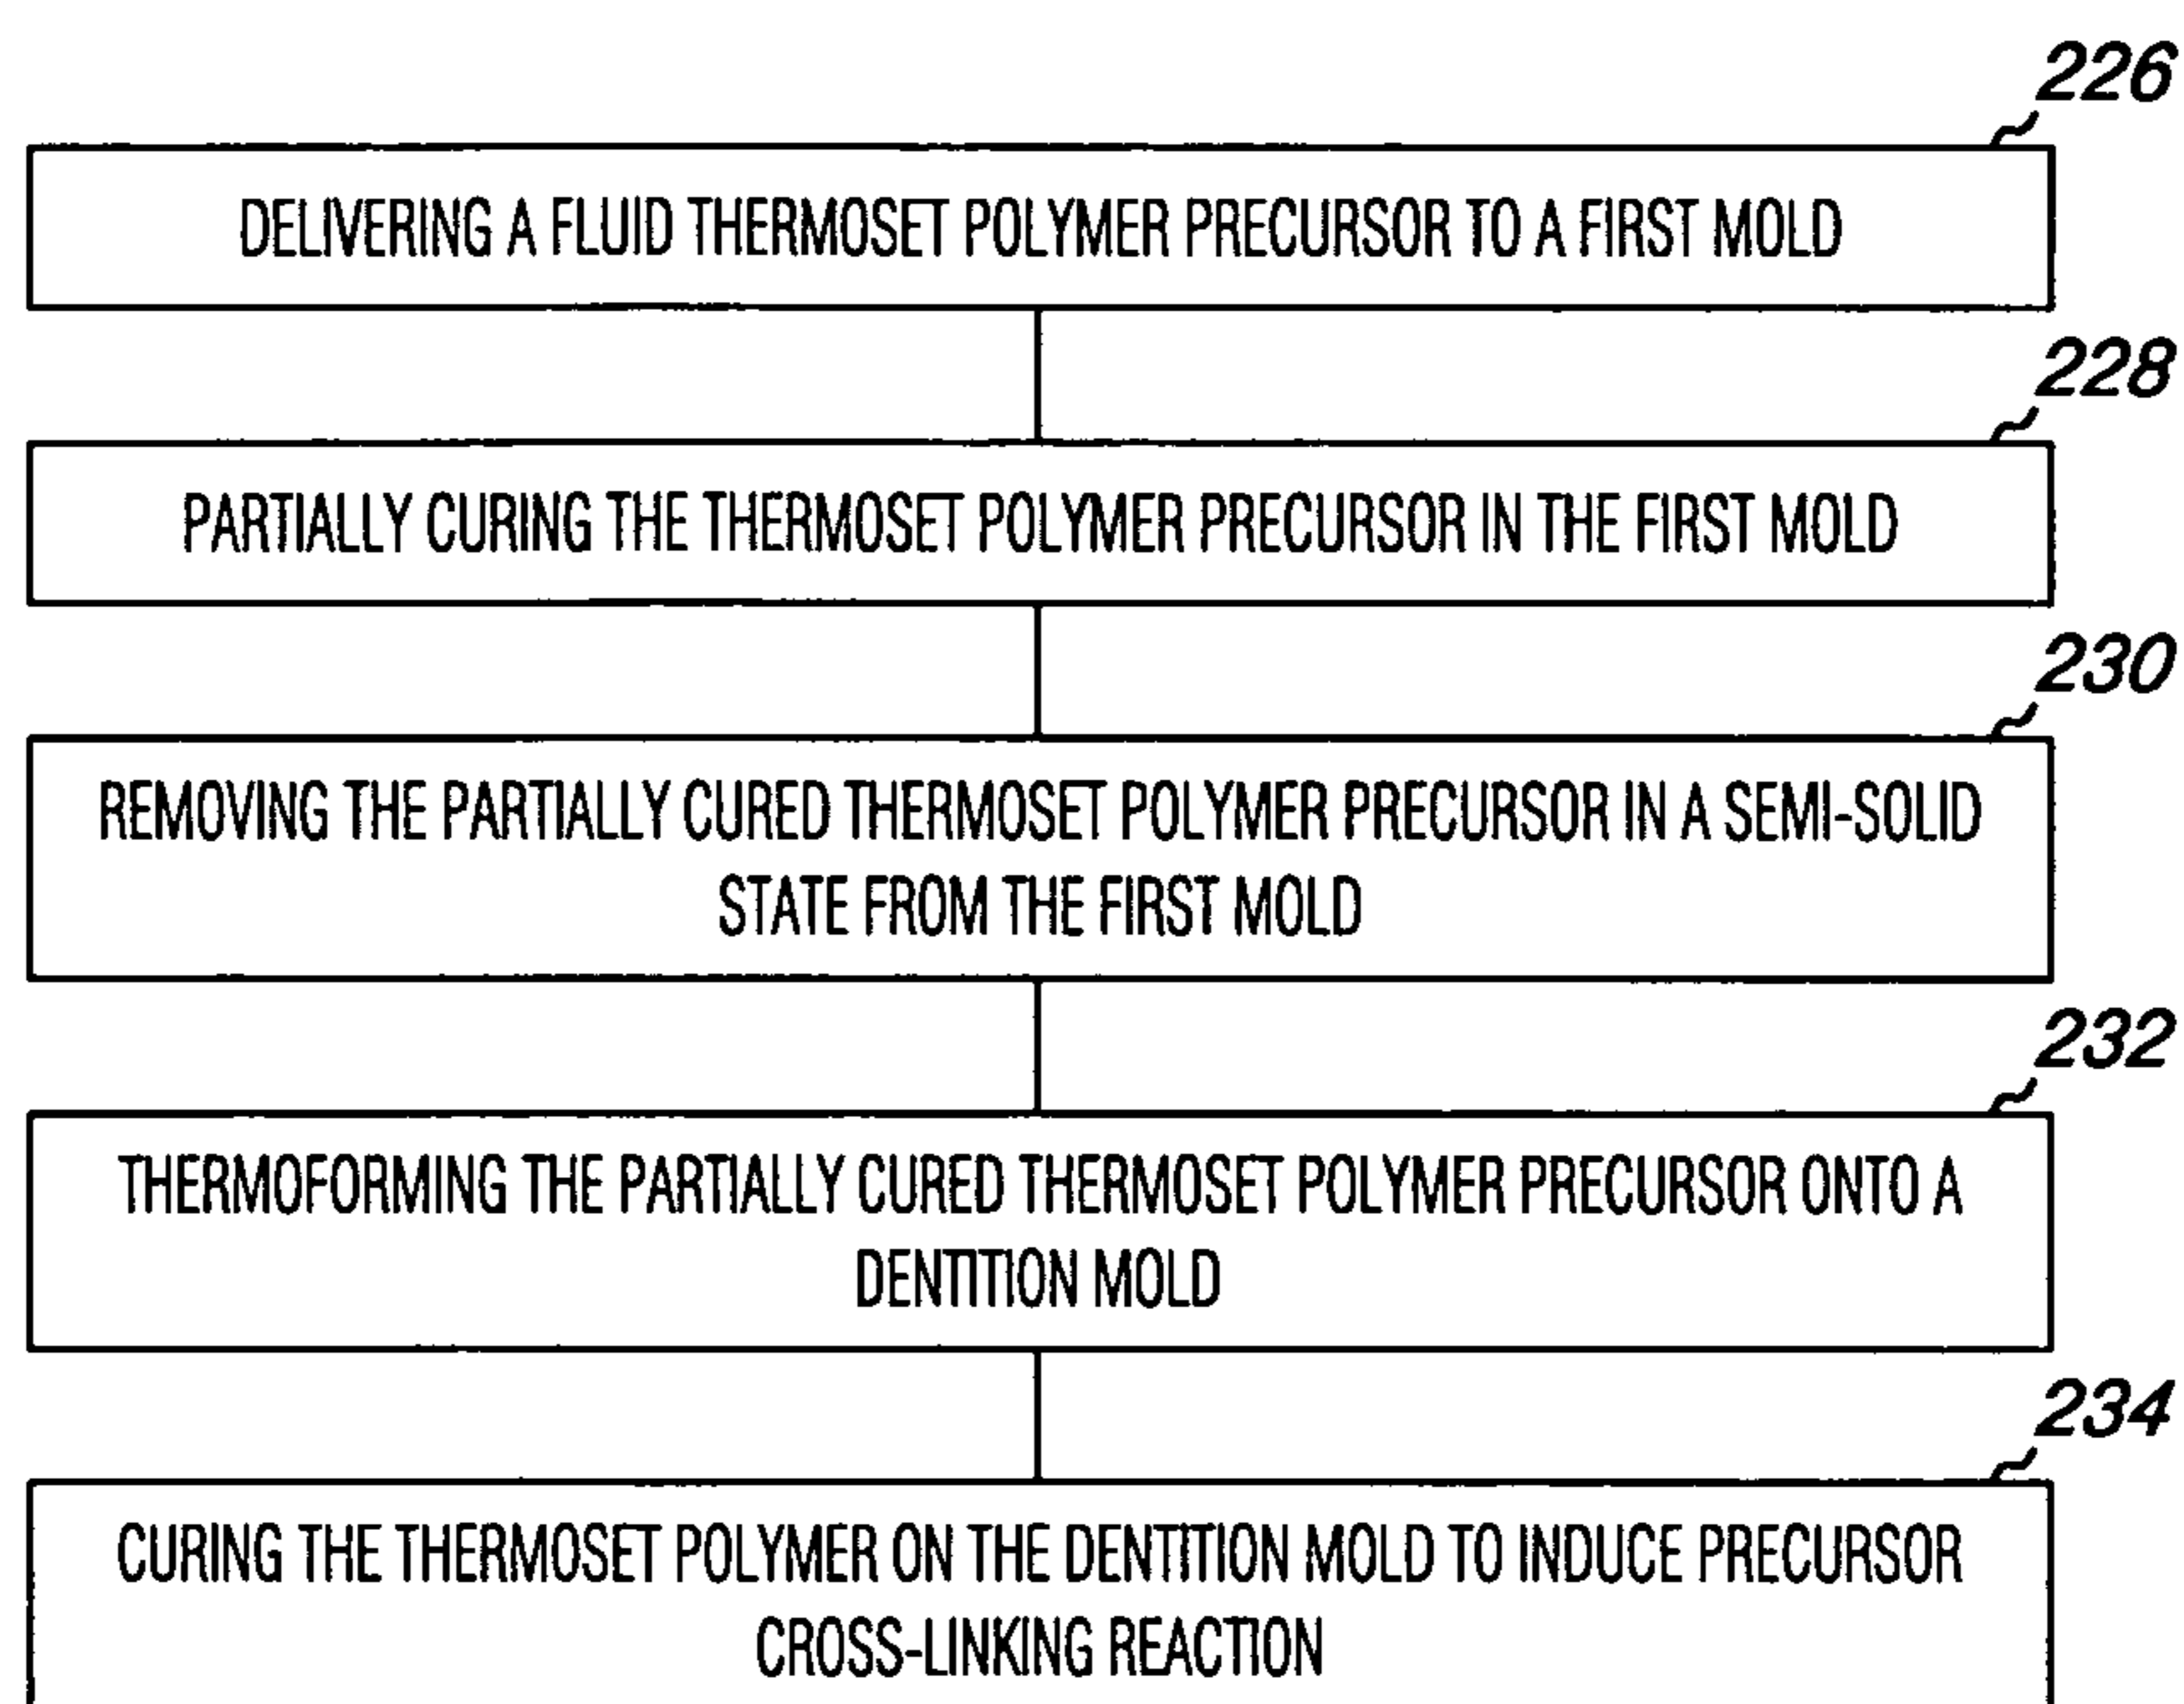 226
DELIVERING A FLUID THERMOSET POLYMER PRECURSOR TO A FIRST MOLD
228
PARTIALLY CURING THE THERMOSET POLYMER PRECURSOR IN THE FIRST MOLD
230
REMOVING THE PARTIALLY CURED THERMOSET POLYMER PRECURSOR IN A SEMI-SOLID
STATE FROM THE FIRST MOLD
232
THERMOFORMING THE PARTIALLY CURED THERMOSET POLYMER PRECURSOR ONTO A
DENTITION MOLD
234
CURING THE THERMOSET POLYMER ON THE DENTITION MOLD TO INDUCE PRECURSOR
CROSS-LINKING REACTION